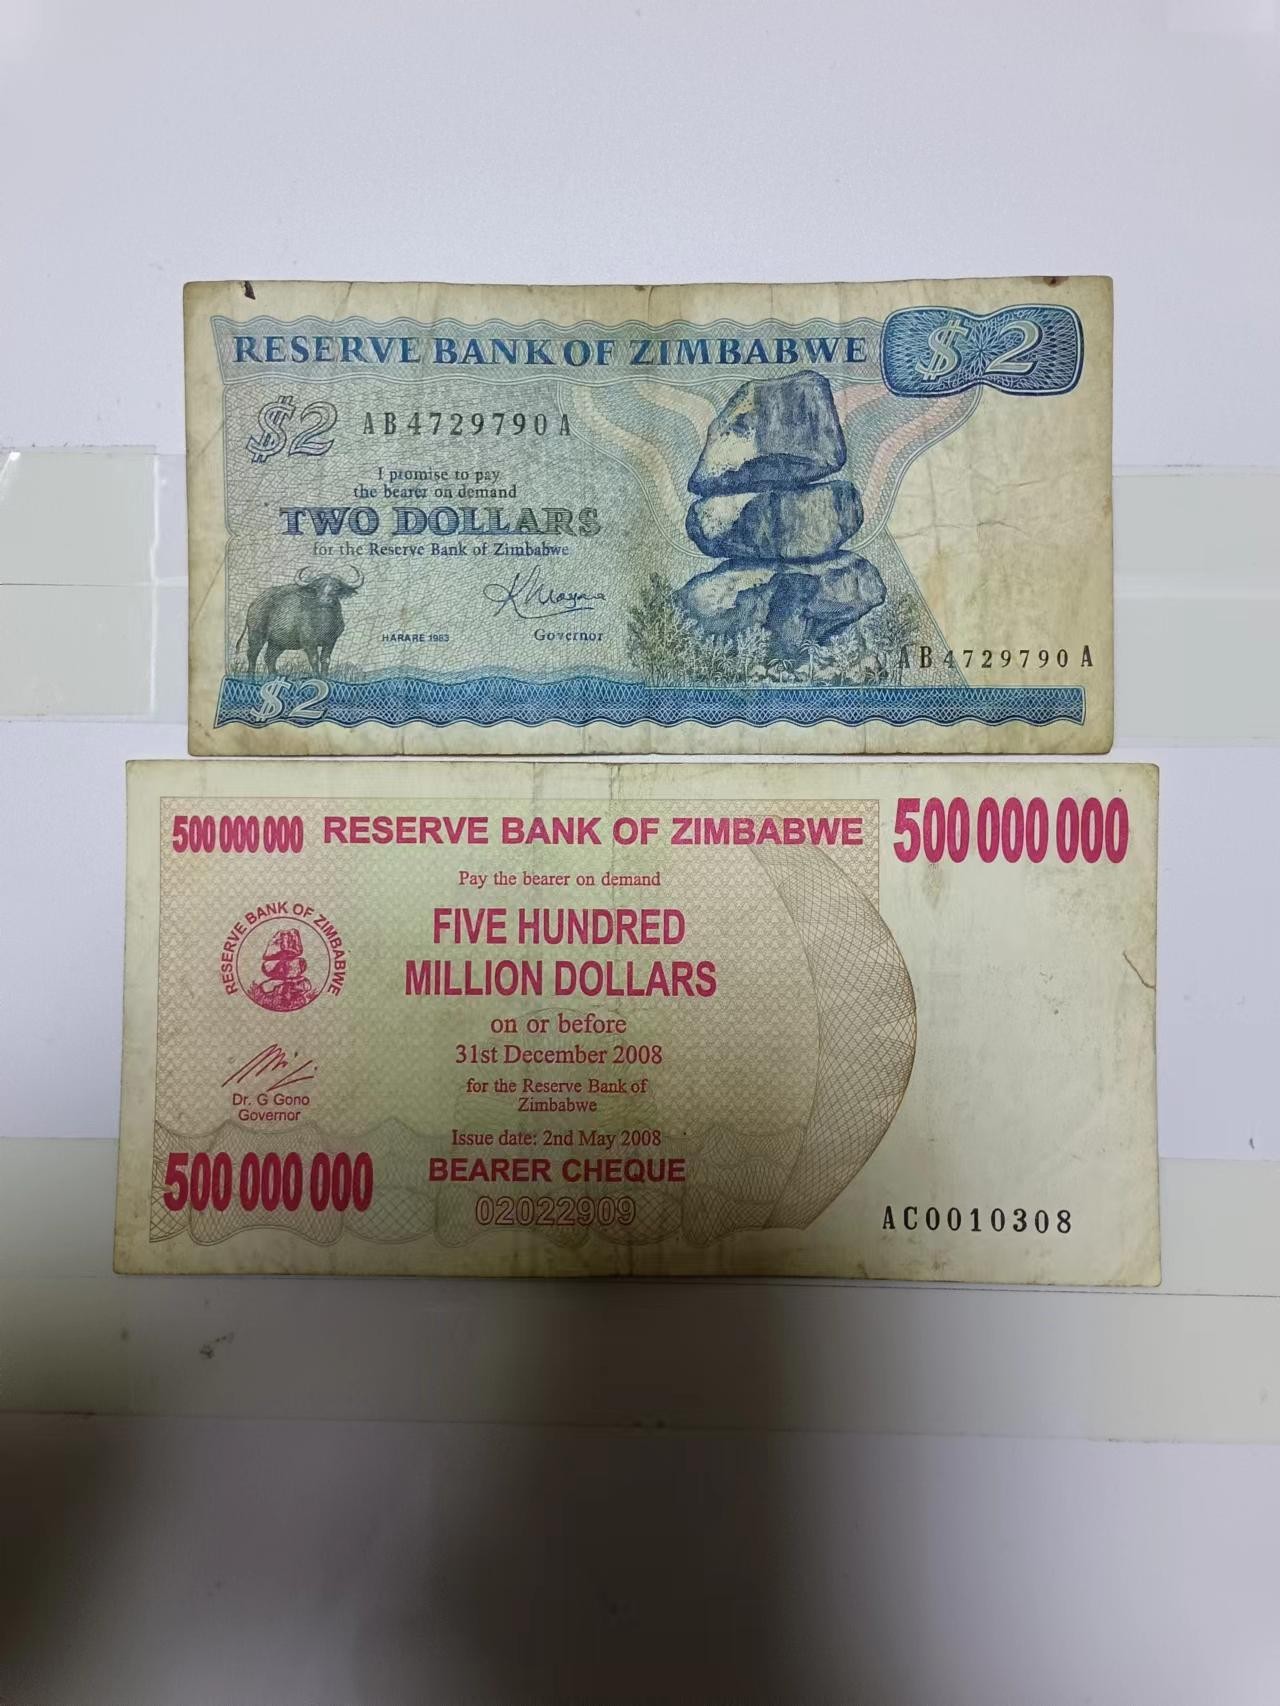 RESERVE BANK OF ZIMBABWE
$2
$2
AB4729790A
I promise to pay
the bearer on demand
TWO DOLLARS
for the Reserve Bank of Zimbabwe
HARARE 1983
Governor
AB4729790A
$2
500 000 000
RESERVE BANK OF ZIMBABWE
500 000 000
Pay the bearer on demand
FIVE HUNDRED
MILLION DOLLARS
RESERVE BANK OF ZIMBABWE
on or before
31st December 2008
for the Reserve Bank of
Zimbabwe
Dr. G Gono
Governor
Issue date: 2nd May 2008
500 000 000
BEARER CHEQUE
02022909
AC0010308